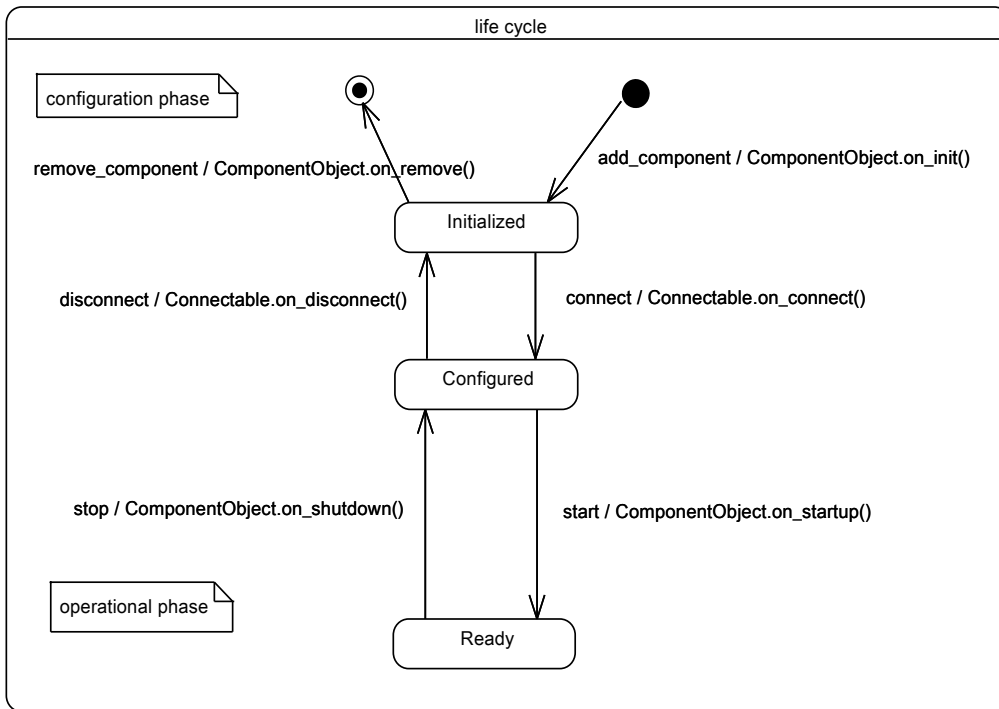 life cycle
configuration phase
remove_component / ComponentObject.on_remove()
add_component / ComponentObject.on_init()
Initialized
disconnect / Connectable.on_disconnect()
connect / Connectable.on_connect()
Configured
stop / ComponentObject.on_shutdown()
start / ComponentObject.on_startup()
operational phase
Ready